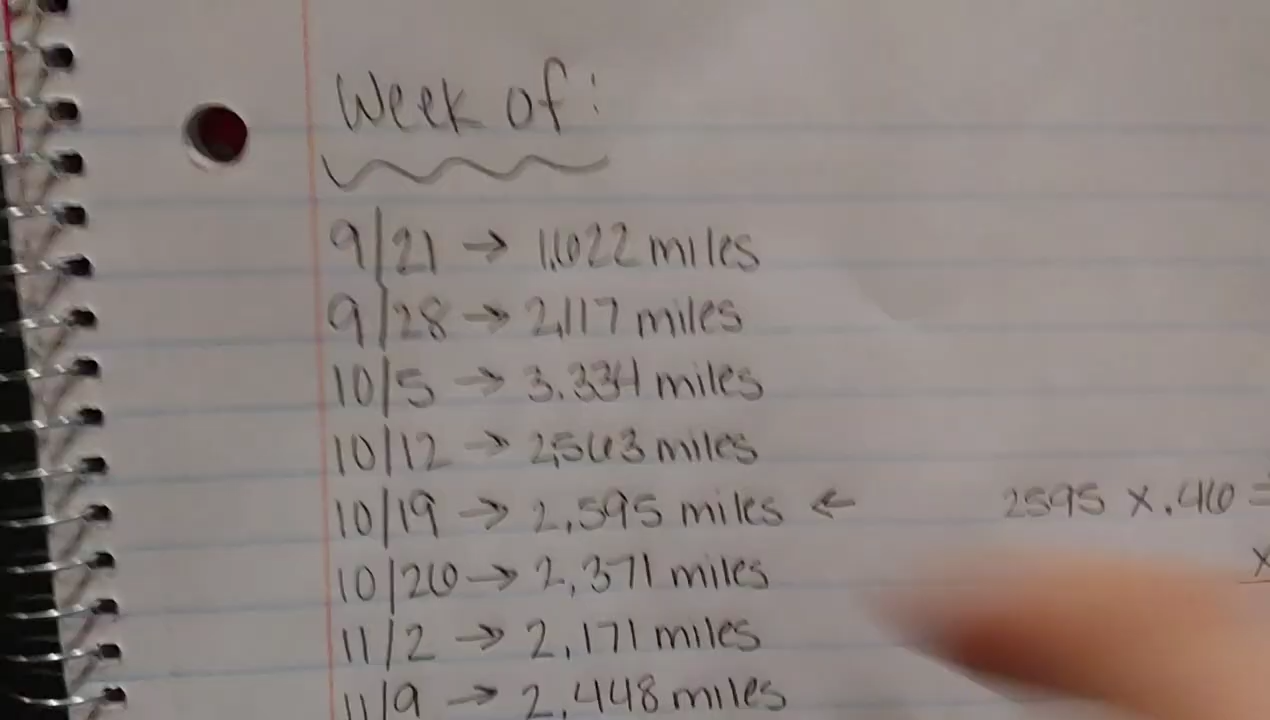 Week of:
9/21 → 1,622 miles
9/28 → 2,117 miles
10/5 → 3.334 miles
10/12 → 2,563 miles
10/19 → 2,595 miles ← 2595 x .46 =
x
10/26 → 2,371 miles
11/2 → 2,171 miles
11/9 → 2,448 miles